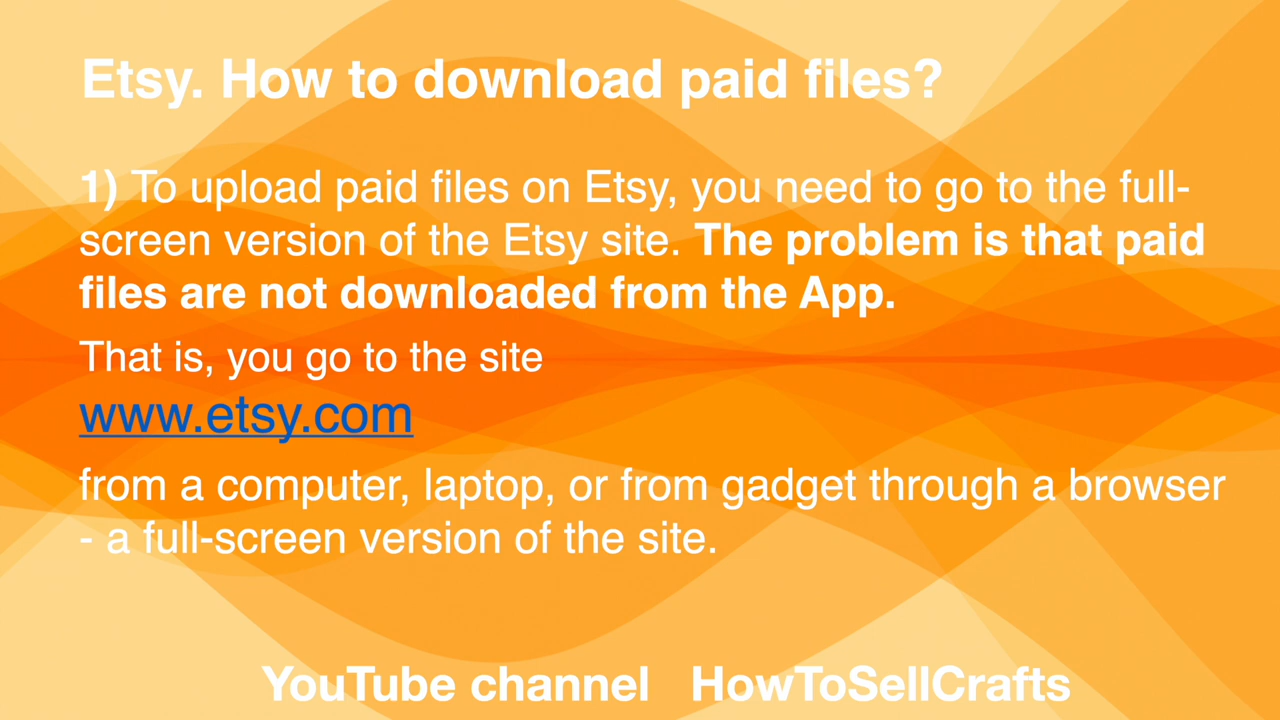 Etsy. How to download paid files?
1) To upload paid files on Etsy, you need to go to the full-
screen version of the Etsy site. The problem is that paid
files are not downloaded from the App.
That is, you go to the site
www.etsy.com
from a computer, laptop, or from gadget through a browser
- a full-screen version of the site.
YouTube channel HowToSellCrafts